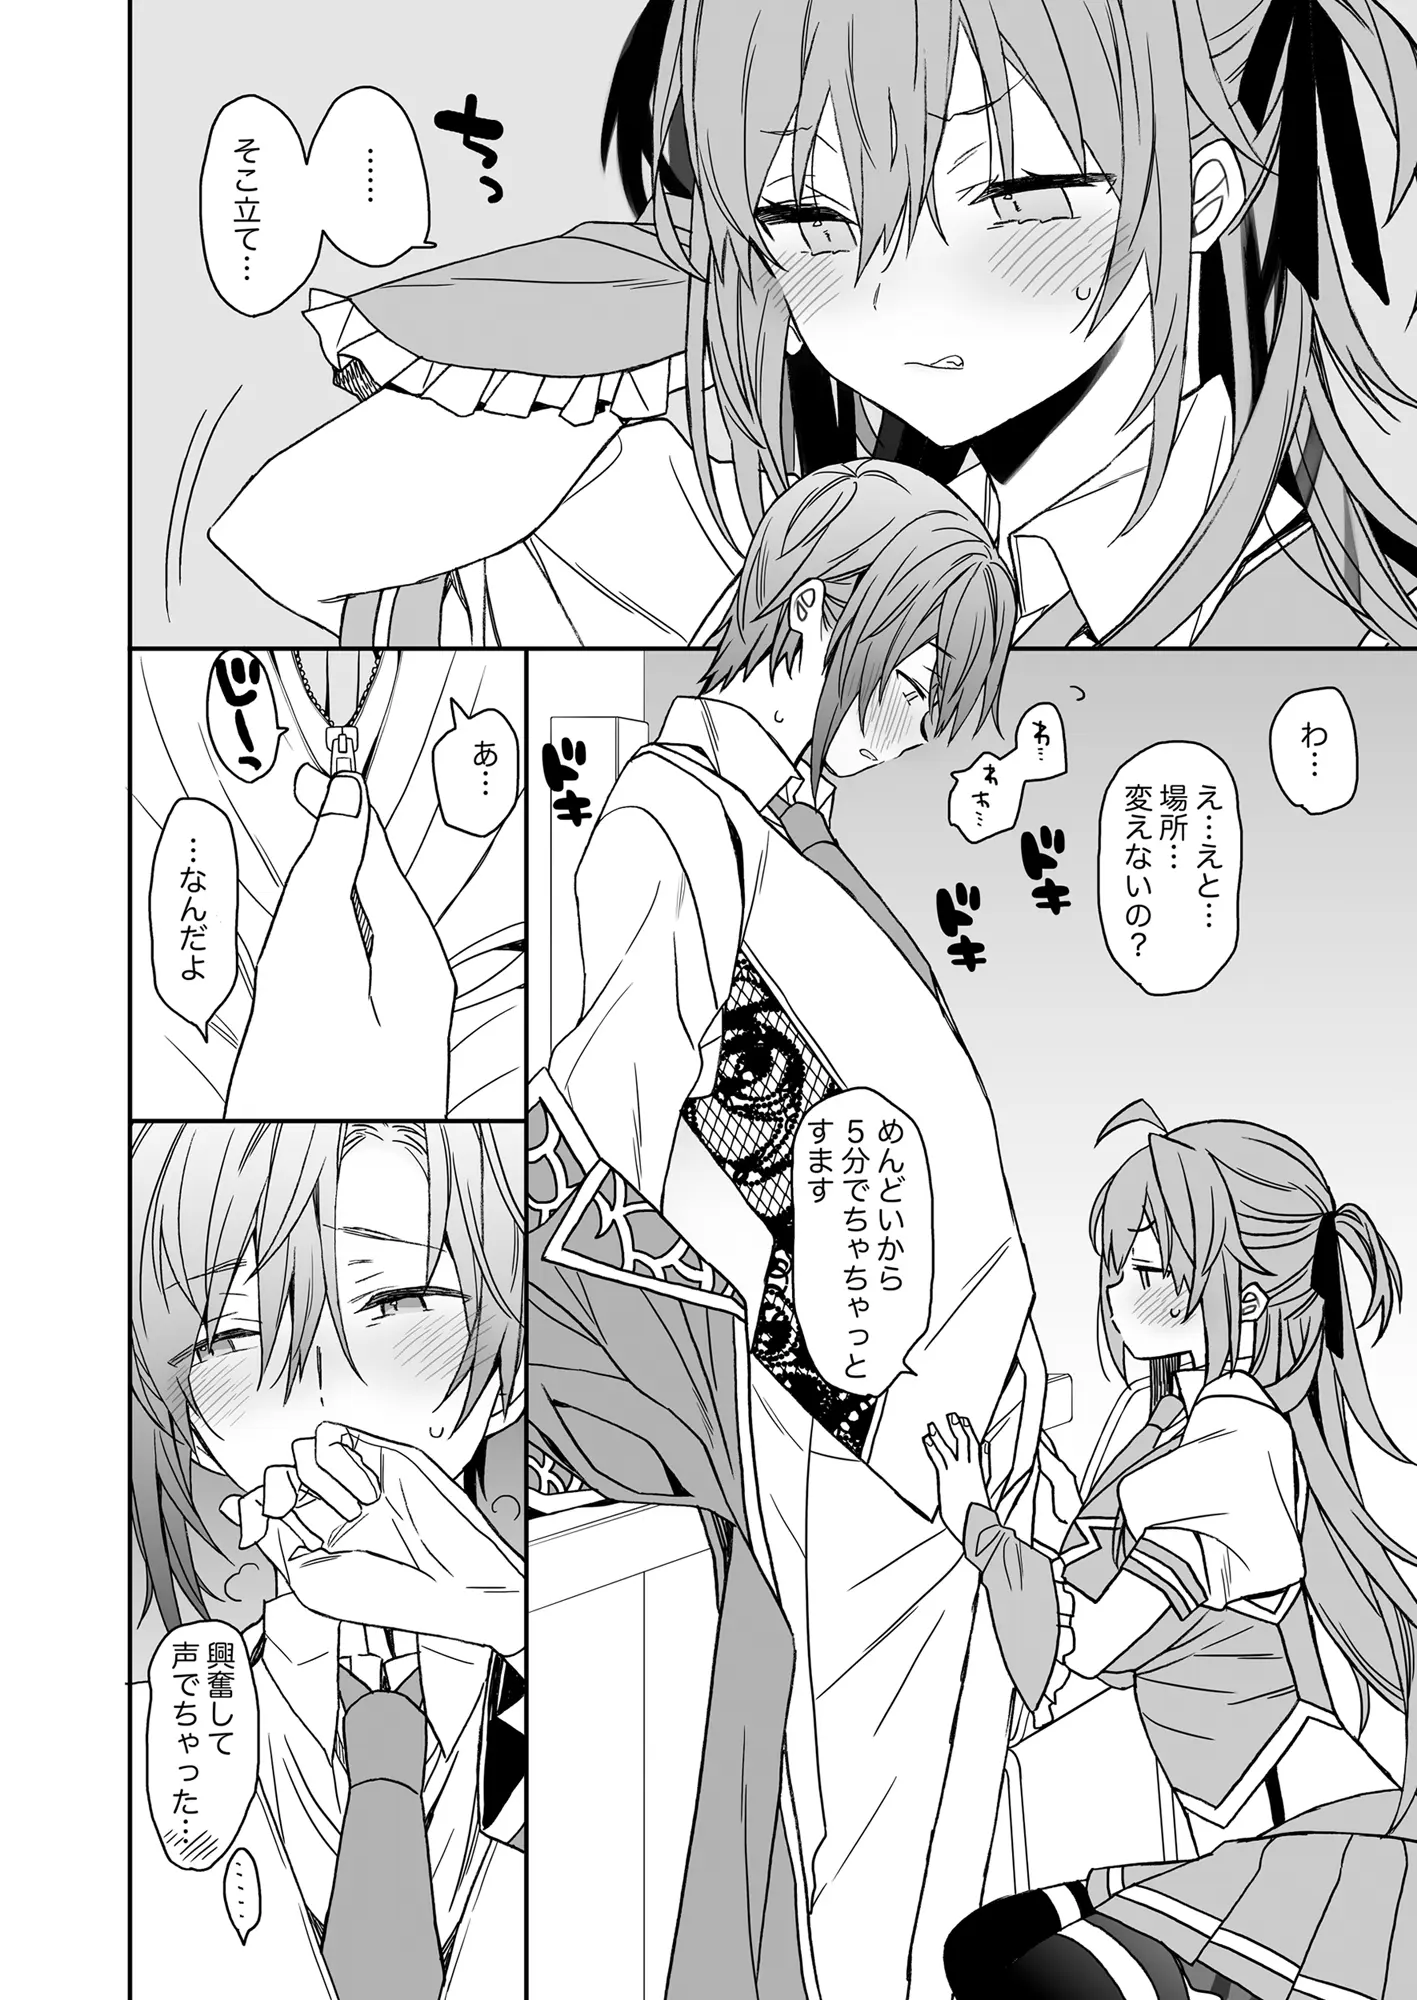 ちっ
……
そこ立て…
わ…
え…えと…
場所…
変えないの？
わ…
わわ…
ドキ
ドキ
ドキ
めんどいから
5分でちゃちゃっと
すます
あ…
じーっ
…なんだよ
興奮して
声でちゃった…
……